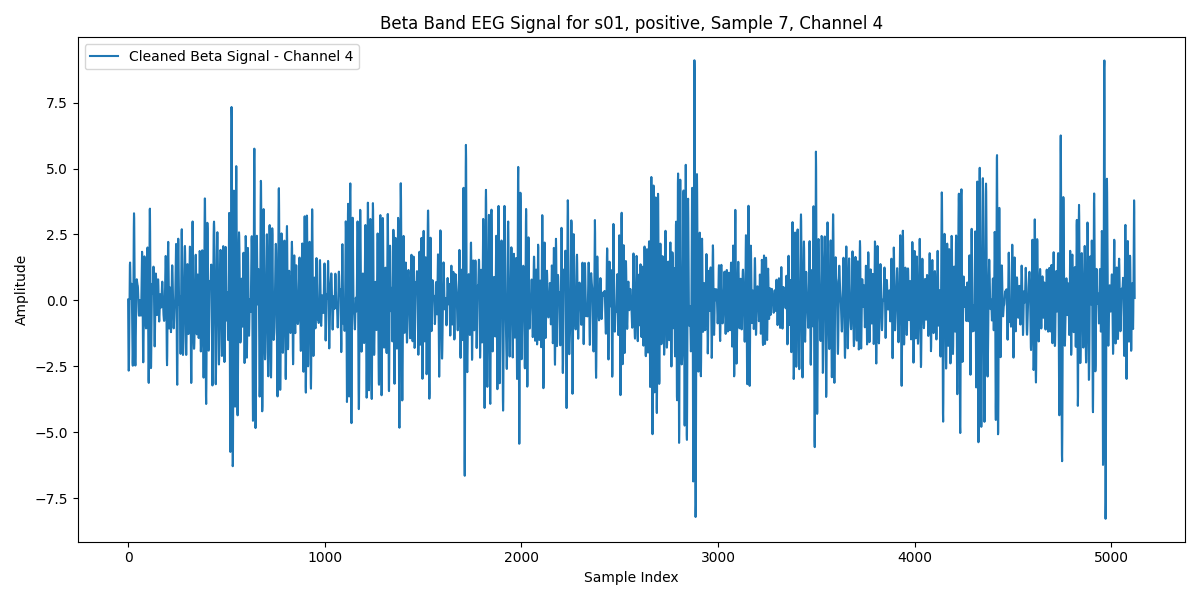 Beta Band EEG Signal for s01, positive, Sample 7, Channel 4
Cleaned Beta Signal - Channel 4
7.5
5.0
2.5
0.0
−2.5
−5.0
−7.5
Amplitude
0 1000 2000 3000 4000 5000
Sample Index